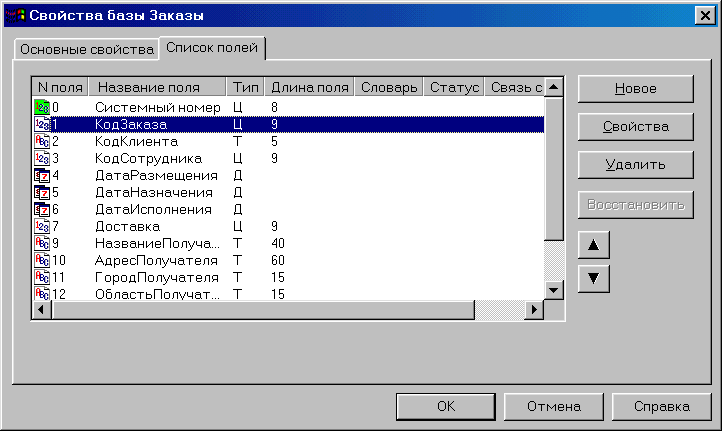 Свойства базы Заказы
Основные свойства Список полей
N поля Название поля Тип Длина поля Словарь Статус Связь с
0 Системный номер Ц 8
1 КодЗаказа Ц 9
2 КодКлиента Т 5
3 КодСотрудника Ц 9
4 ДатаРазмещения Д
5 ДатаНазначения Д
6 ДатаИсполнения Д
7 Доставка Ц 9
9 НазваниеПолуча... Т 40
10 АдресПолучателя Т 60
11 ГородПолучателя Т 15
12 ОбластьПолучат... Т 15
Новое
Свойства
Удалить
Восстановить
OK Отмена Справка